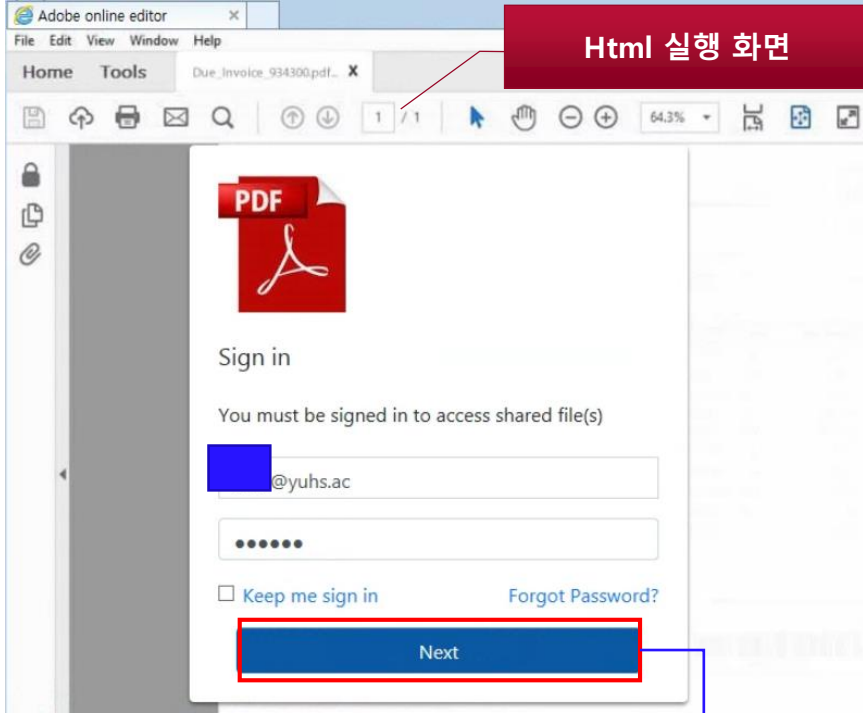 Adobe online editor
File Edit View Window Help
Html 실행 화면
Home Tools Due_Invoice_934300.pdf... X
1 / 1 64.3%
PDF
Sign in
You must be signed in to access shared file(s)
@yuhs.ac
••••••
Keep me sign in Forgot Password?
Next